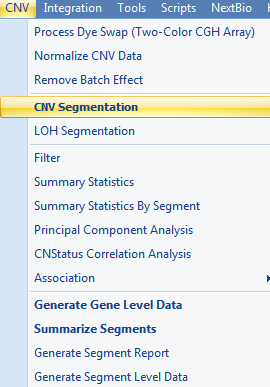 CNV Integration Tools Scripts NextBio
Process Dye Swap (Two-Color CGH Array)
Normalize CNV Data
Remove Batch Effect
CNV Segmentation
LOH Segmentation
Filter
Summary Statistics
Summary Statistics By Segment
Principal Component Analysis
CNStatus Correlation Analysis
Association
Generate Gene Level Data
Summarize Segments
Generate Segment Report
Generate Segment Level Data